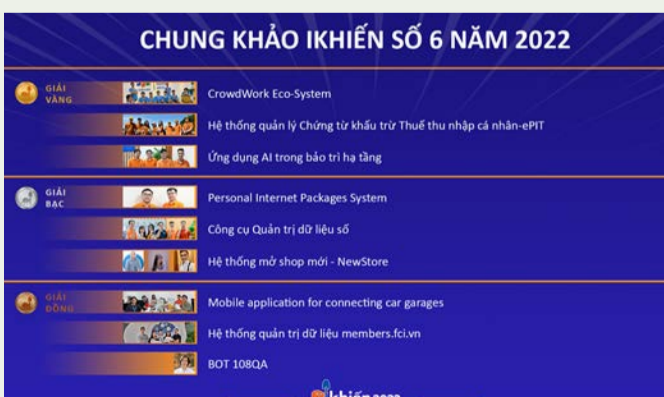 CHUNG KHẢO IKHIẾN SỐ 6 NĂM 2022
GIẢI
VÀNG
CrowdWork Eco-System
Hệ thống quản lý Chứng từ khấu trừ Thuế thu nhập cá nhân-ePIT
Ứng dụng AI trong bảo trì hạ tầng
GIẢI
BẠC
Personal Internet Packages System
Công cụ Quản trị dữ liệu số
Hệ thống mở shop mới - NewStore
GIẢI
ĐỒNG
Mobile application for connecting car garages
Hệ thống quản trị dữ liệu members.fci.vn
BOT 108QA
khiến 2022